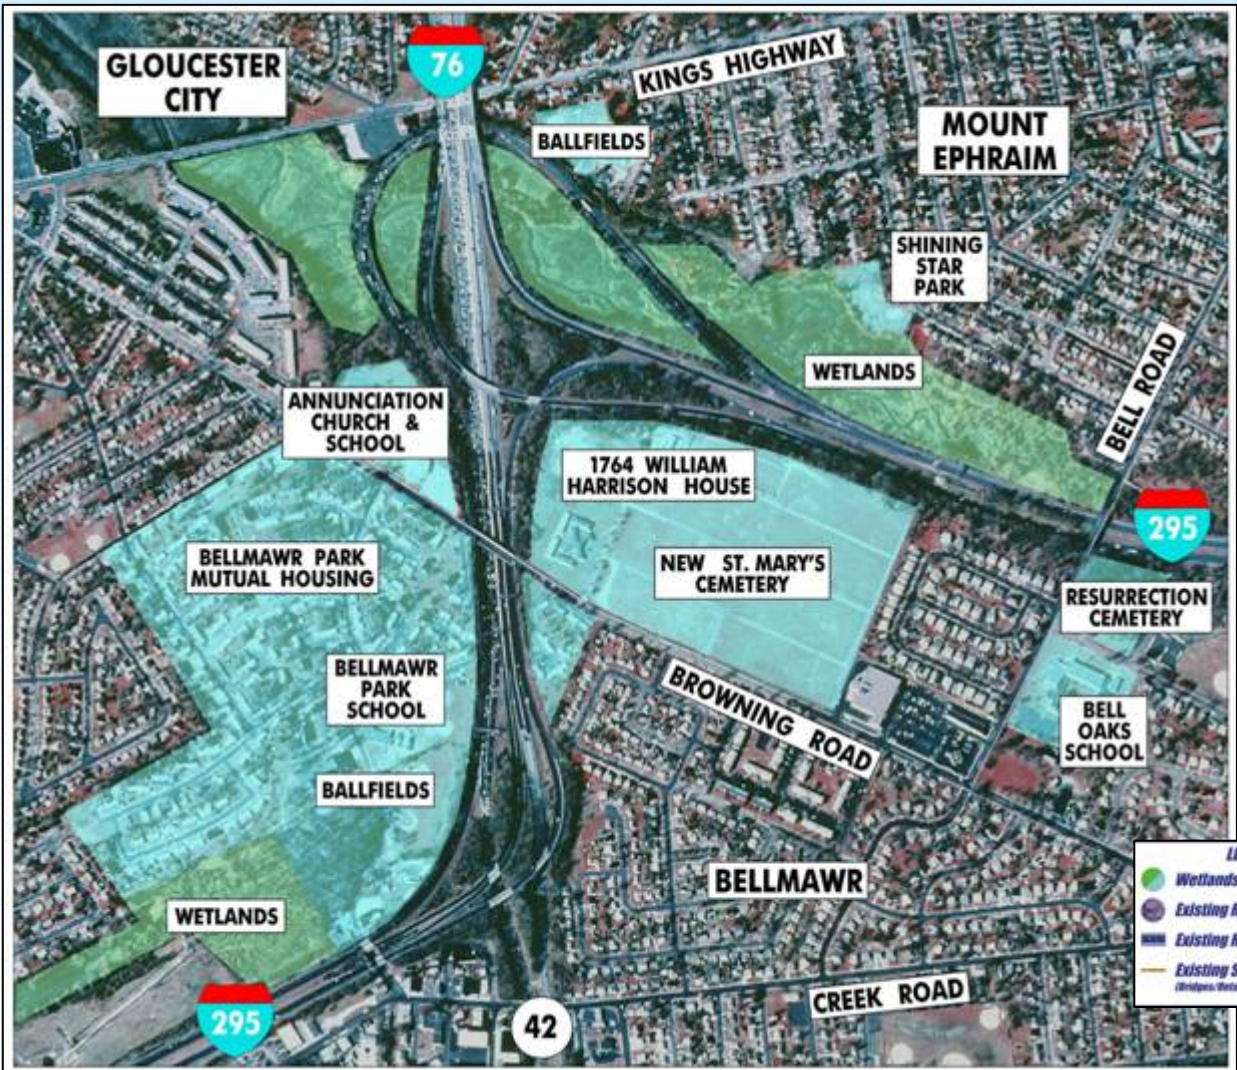 GLOUCESTER
CITY
76
KINGS HIGHWAY
BALLFIELDS
MOUNT
EPHRAIM
SHINING
STAR
PARK
WETLANDS
BELL ROAD
ANNUNCIATION
CHURCH &
SCHOOL
1764 WILLIAM
HARRISON HOUSE
295
BELLMAWR PARK
MUTUAL HOUSING
NEW ST. MARY'S
CEMETERY
RESURRECTION
CEMETERY
BELLMAWR
PARK
SCHOOL
BROWNING ROAD
BELL
OAKS
SCHOOL
BALLFIELDS
BELLMAWR
WETLANDS
CREEK ROAD
295
42
Wetlands
Existing
Existing
Existing